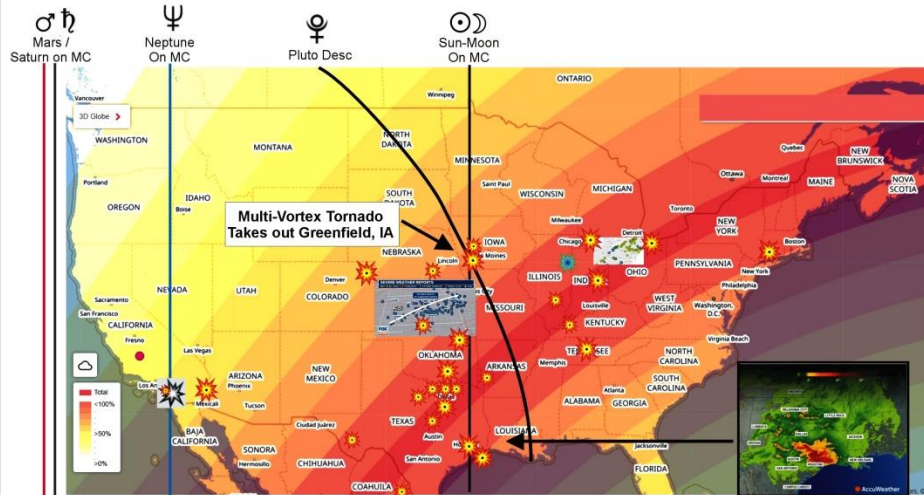 ♂ ♄
Mars /
Saturn on MC
♆
Neptune
On MC
Pluto Desc
☉☽
Sun-Moon
On MC
Vancouver
3D Globe >
WASHINGTON
Portland
OREGON
IDAHO
Boise
MONTANA
NORTH
DAKOTA
SOUTH
DAKOTA
Winnipeg
ONTARIO
MINNESOTA
Saint Paul
WISCONSIN
Milwaukee
MICHIGAN
Detroit
Chicago
Toronto
Ottawa
Montreal
Quebec
NEW
BRUNSWICK
MAINE
NOVA
SCOTIA
NEW
YORK
Boston
New York
PENNSYLVANIA
Philadelphia
Multi-Vortex Tornado
Takes out Greenfield, IA
NEBRASKA
Lincoln
IOWA
Moines
ILLINOIS
IND
OHIO
Sacramento
San Francisco
CALIFORNIA
Fresno
NEVADA
UTAH
Denver
COLORADO
SEVERE WEATHER REPORTS
MISSOURI
Louisville
KENTUCKY
WEST
VIRGINIA
Washington,
D.C.
Virginia Beach
Las Vegas
ARIZONA
Phoenix
Tucson
Mexicali
NEW
MEXICO
OKLAHOMA
ARKANSAS
Memphis
NORTH
CAROLINA
SOUTH
CAROLINA
Atlanta
ALABAMA
GEORGIA
Total
<100%
>50%
>0%
BAJA
CALIFORNIA
SONORA
Hermosillo
Ciudad Juárez
CHIHUAHUA
COAHUILA
TEXAS
Austin
San Antonio
LOUISIANA
Jacksonville
FLORIDA
AccuWeather